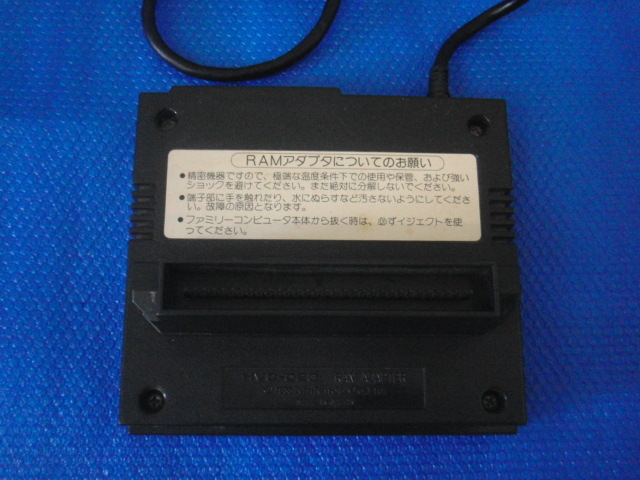 RAMアダプタについてのお願い
●精密機器ですので、極端な温度条件下での使用や保管、および強い
ショックを避けてください。また絶対に分解しないでください。
●端子部に手を触れたり、水にぬらすなど汚さないようにしてくださ
い。故障の原因となります。
●ファミリーコンピュータ本体から抜く時は、必ずイジェクトを使
ってください。
RAM ADAPTER